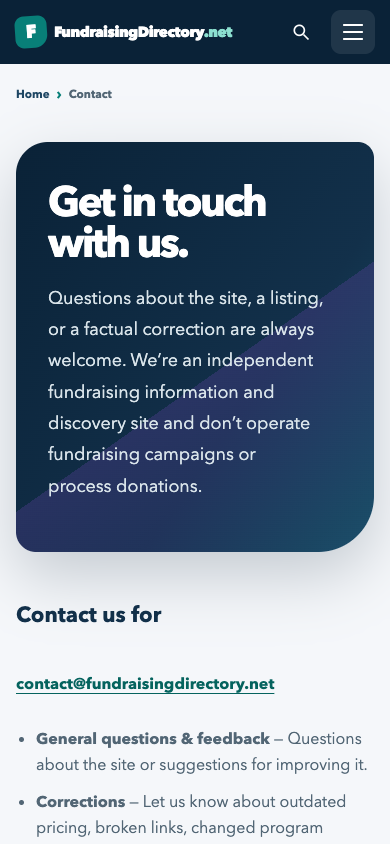 F FundraisingDirectory.net
Home › Contact
Get in touch
with us.
Questions about the site, a listing,
or a factual correction are always
welcome. We’re an independent
fundraising information and
discovery site and don’t operate
fundraising campaigns or
process donations.
Contact us for
contact@fundraisingdirectory.net
• General questions & feedback – Questions
about the site or suggestions for improving it.
• Corrections – Let us know about outdated
pricing, broken links, changed program